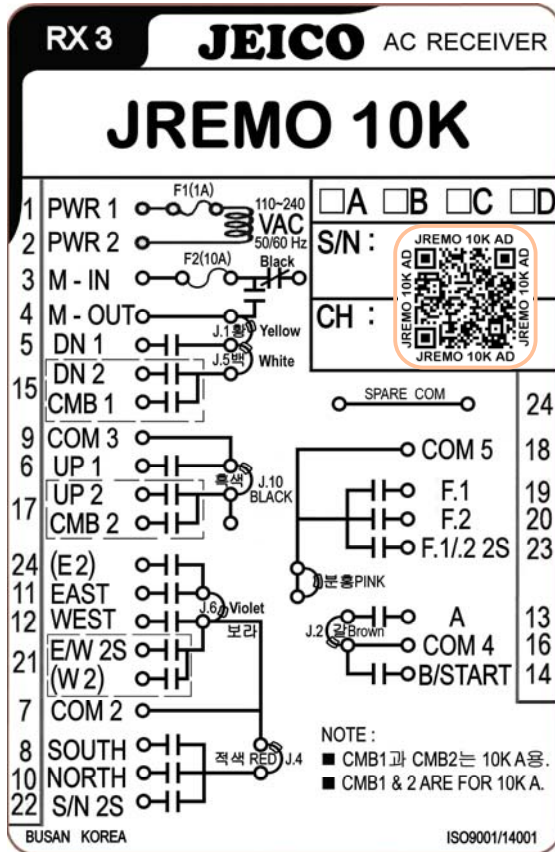 RX 3 JEICO AC RECEIVER
JREMO 10K
F1(1A)
1 PWR 1 110~240
VAC
2 PWR 2 50/60 Hz
F2(10A) Black
3 M - IN
4 M - OUT
J.1황 Yellow
5 DN 1
J.5백 White
15 DN 2
CMB 1
9 COM 3
6 UP 1
흑색 J.10
BLACK
17 UP 2
CMB 2
24 (E2)
11 EAST
J.6 Violet
12 WEST
보라
21 E/W 2S
(W 2)
7 COM 2
8 SOUTH
적색 RED J.4
10 NORTH
22 S/N 2S
BUSAN KOREA
□A □B □C □D
S/N :
JREMO 10K AD
JREMO 10K AD
JREMO 10K AD
JREMO 10K AD
CH :
SPARE COM 24
COM 5 18
F.1 19
F.2 20
F.1/.2 2S 23
분홍PINK
A 13
J.2 갈Brown
COM 4 16
B/START 14
NOTE :
■ CMB1과 CMB2는 10K A용.
■ CMB1 & 2 ARE FOR 10K A.
ISO9001/14001